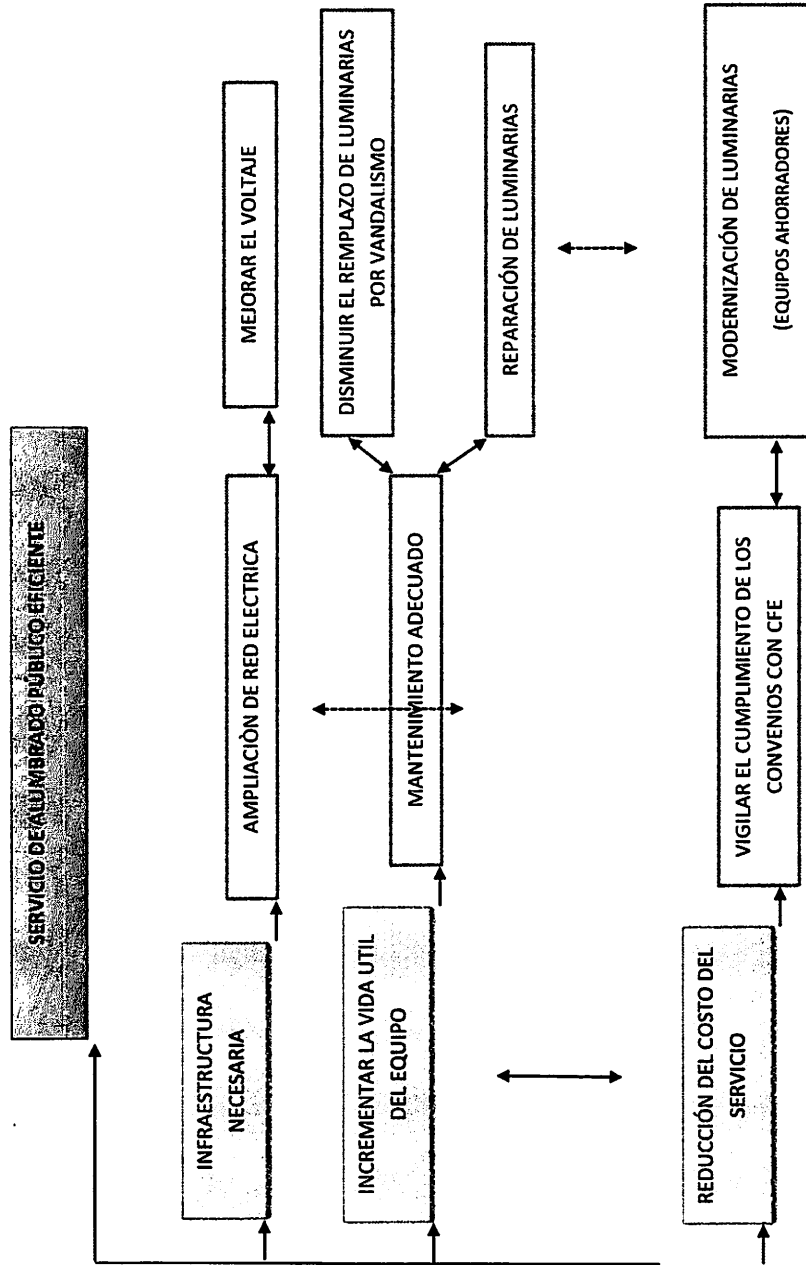 SERVICIO DE ALUMBRADO PÚBLICO EFICIENTE
INFRAESTRUCTURA
NECESARIA
AMPLIACIÒN DE RED ELECTRICA
MEJORAR EL VOLTAJE
INCREMENTAR LA VIDA UTIL
DEL EQUIPO
MANTENIMIENTO ADECUADO
DISMINUIR EL REMPLAZO DE LUMINARIAS
POR VANDALISMO
REPARACIÓN DE LUMINARIAS
REDUCCIÓN DEL COSTO DEL
SERVICIO
VIGILAR EL CUMPLIMIENTO DE LOS
CONVENIOS CON CFE
MODERNIZACIÓN DE LUMINARIAS
(EQUIPOS AHORRADORES)